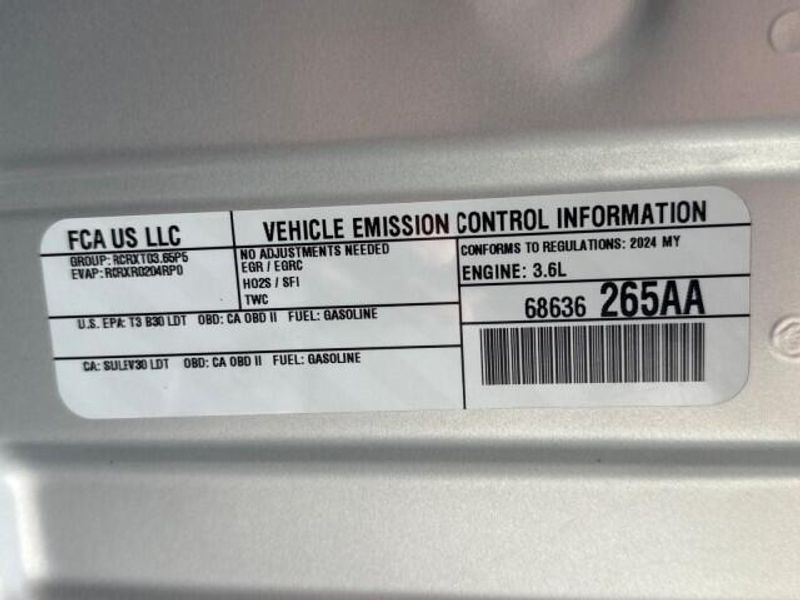 FCA US LLC
GROUP: RCRXT03.65P5
EVAP: RCRXR0204RP0
VEHICLE EMISSION CONTROL INFORMATION
NO ADJUSTMENTS NEEDED
EGR / EGRC
HO2S / SFI
TWC
CONFORMS TO REGULATIONS: 2024 MY
ENGINE: 3.6L
68636 265AA
U.S. EPA: T3 B30 LDT OBD: CA OBD II FUEL: GASOLINE
CA: SULEV30 LDT OBD: CA OBD II FUEL: GASOLINE